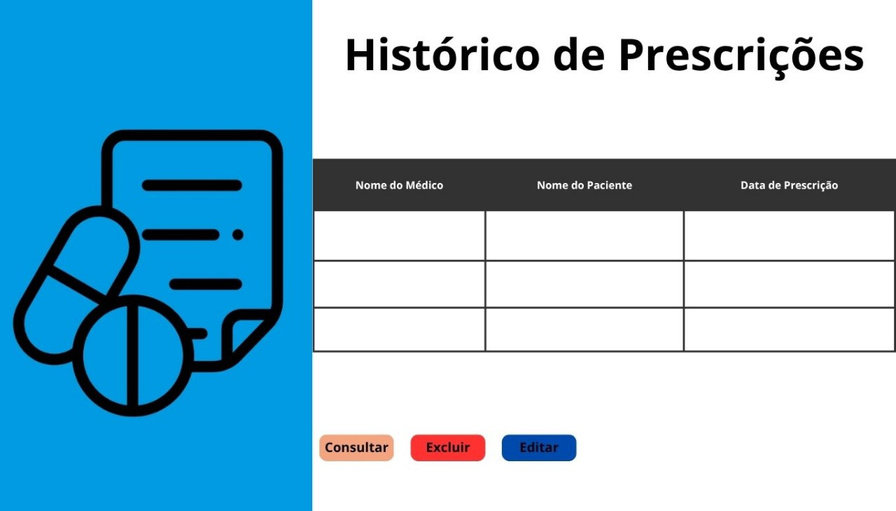 Histórico de Prescrições
Nome do Médico Nome do Paciente Data de Prescrição
Consultar Excluir Editar